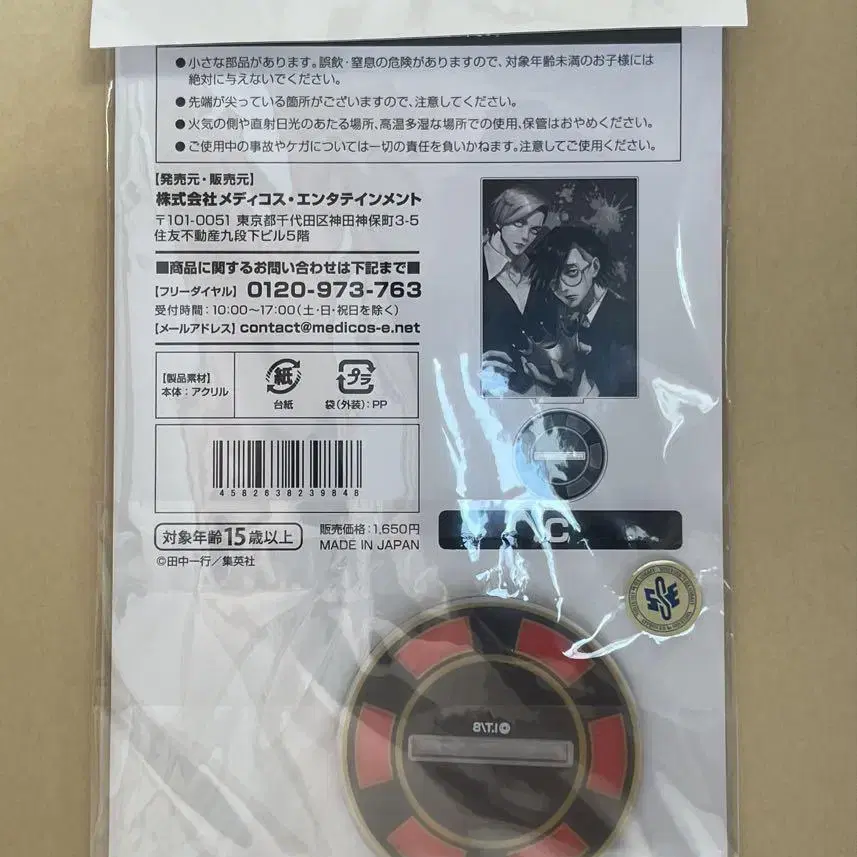 ●小さな部品があります。誤飲・窒息の危険がありますので、対象年齢未満のお子様には
絶対に与えないでください。
●先端が尖っている箇所がございますので、注意してください。
●火気の側や直射日光のあたる場所、高温多湿な場所での使用、保管はおやめください。
●ご使用中の事故やケガについては一切の責任を負いかねます。注意してご使用ください。
【発売元・販売元】
株式会社メディコス・エンタテインメント
〒101-0051 東京都千代田区神田神保町3-5
住友不動産九段下ビル5階
■商品に関するお問い合わせは下記まで■
【フリーダイヤル】 0120-973-763
受付時間：10:00〜17:00(土・日・祝日を除く)
【メールアドレス】contact@medicos-e.net
【製品素材】
本体：アクリル
紙
台紙
プラ
袋(外装)：PP
4582638239848
対象年齢15歳以上
販売価格：1,650円
MADE IN JAPAN
©田中一行／集英社
C
©I.T/S